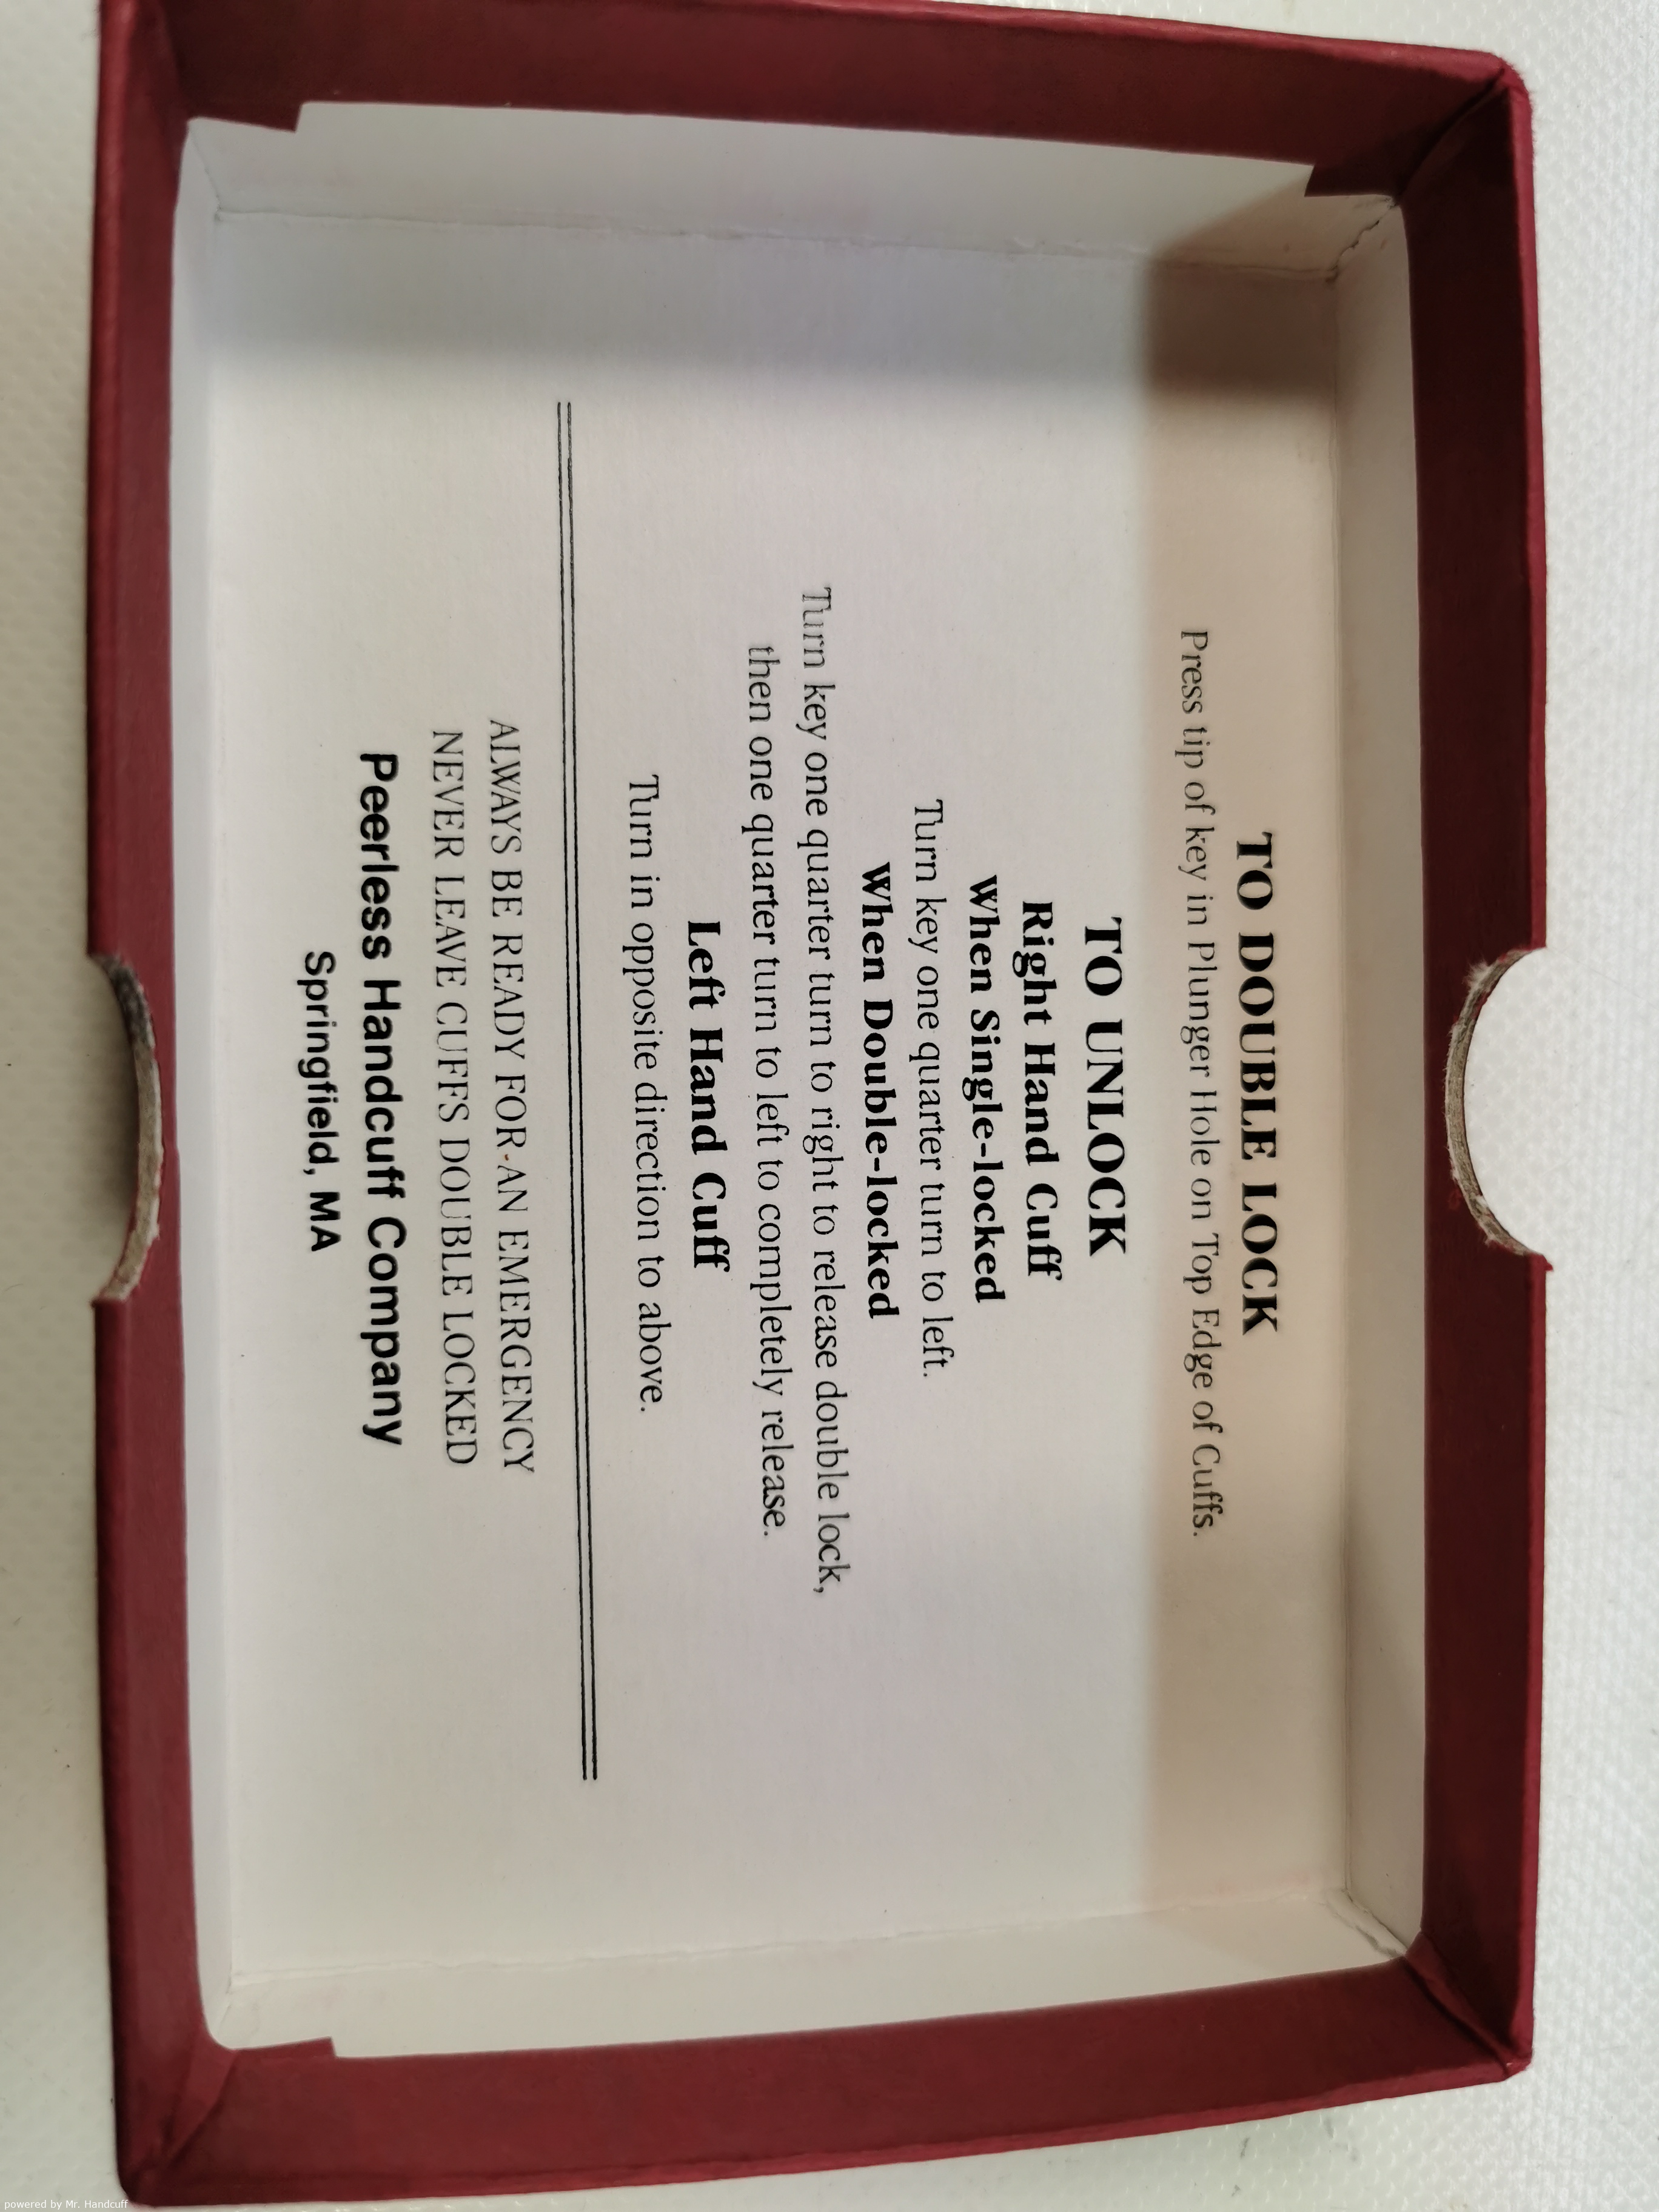 TO DOUBLE LOCK
Press tip of key in Plunger Hole on Top Edge of Cuffs.
TO UNLOCK
Right Hand Cuff
When Single-locked
Turn key one quarter turn to left.
When Double-locked
Turn key one quarter turn to right to release double lock,
then one quarter turn to left to completely release.
Left Hand Cuff
Turn in opposite direction to above.
ALWAYS BE READY FOR AN EMERGENCY
NEVER LEAVE CUFFS DOUBLE LOCKED
Peerless Handcuff Company
Springfield, MA
powered by Mr. Handcuff